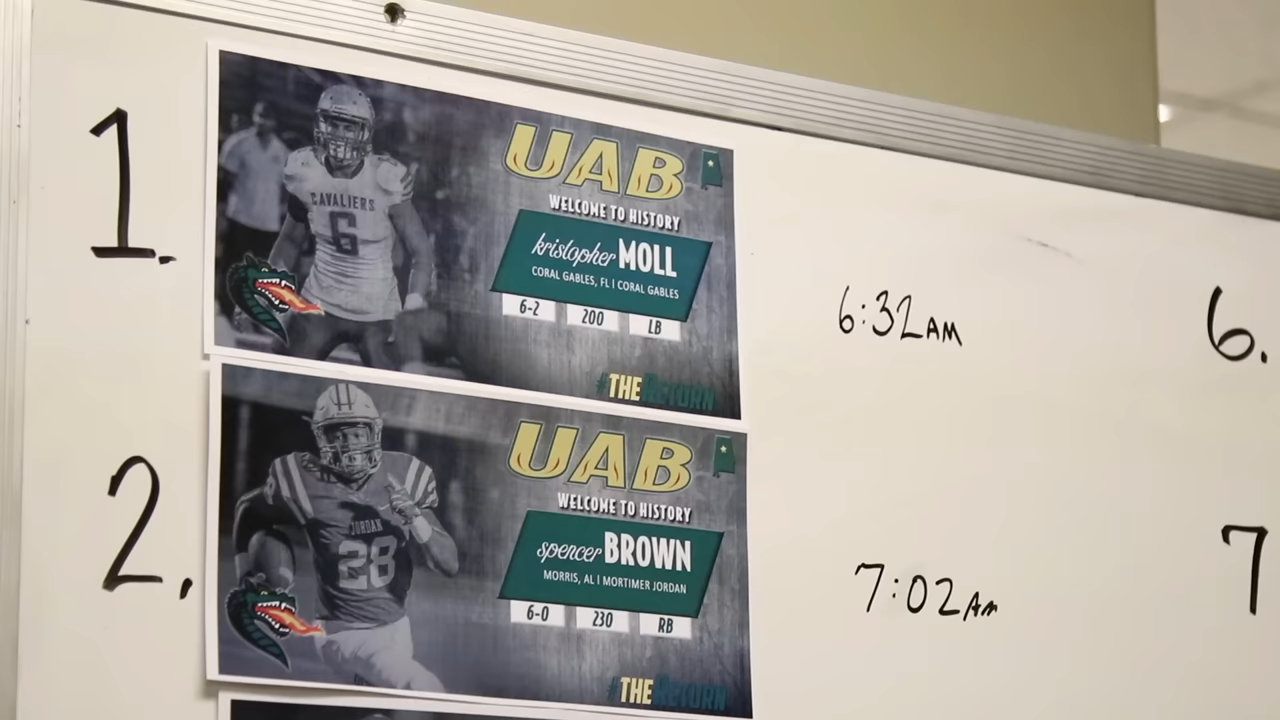 1.
CAVALIERS
6
UAB
WELCOME TO HISTORY
kristopher MOLL
CORAL GABLES, FL | CORAL GABLES
6-2 200 LB
#THERETURN
6:32AM
6.
2.
JORDAN
28
UAB
WELCOME TO HISTORY
spencer BROWN
MORRIS, AL | MORTIMER JORDAN
6-0 230 RB
#THERETURN
7:02AM
7